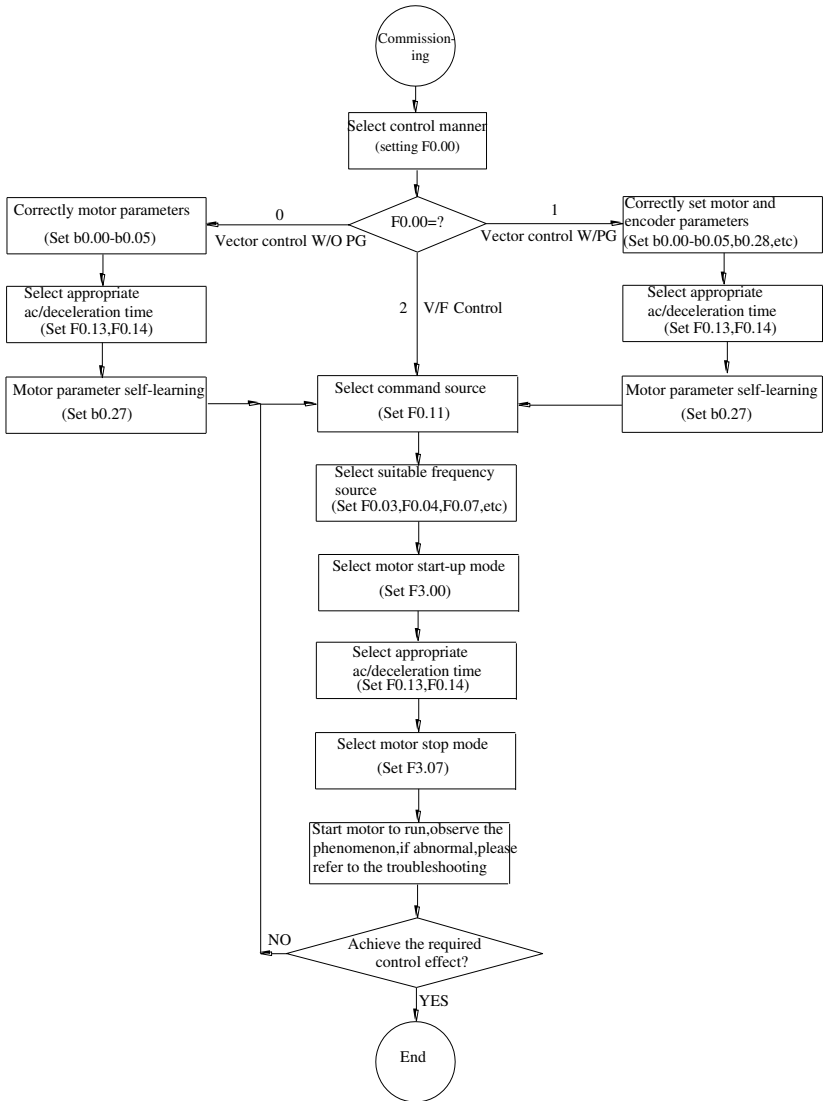 Commission-
ing
Select control manner
(setting F0.00)
F0.00=?
0
Vector control W/O PG
1
Vector control W/PG
2 V/F Control
Correctly motor parameters
(Set b0.00-b0.05)
Select appropriate
ac/deceleration time
(Set F0.13,F0.14)
Motor parameter self-learning
(Set b0.27)
Correctly set motor and
encoder parameters
(Set b0.00-b0.05,b0.28,etc)
Select appropriate
ac/deceleration time
(Set F0.13,F0.14)
Motor parameter self-learning
(Set b0.27)
Select command source
(Set F0.11)
Select suitable frequency
source
(Set F0.03,F0.04,F0.07,etc)
Select motor start-up mode
(Set F3.00)
Select appropriate
ac/deceleration time
(Set F0.13,F0.14)
Select motor stop mode
(Set F3.07)
Start motor to run,observe the
phenomenon,if abnormal,please
refer to the troubleshooting
Achieve the required
control effect?
NO
YES
End